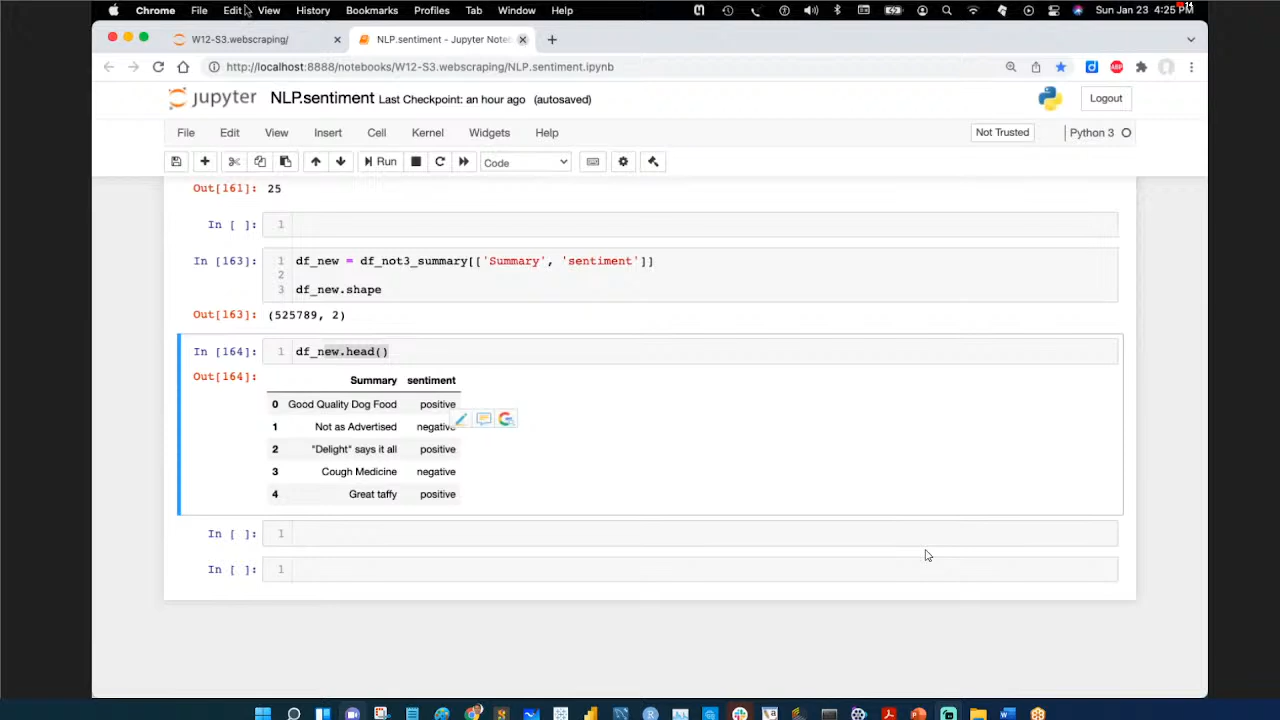 Chrome File Edit View History Bookmarks Profiles Tab Window Help Sun Jan 23 4:25 PM
W12-S3.webscraping/ NLP.sentiment - Jupyter Noteb
http://localhost:8888/notebooks/W12-S3.webscraping/NLP.sentiment.ipynb
jupyter NLP.sentiment Last Checkpoint: an hour ago (autosaved) Logout
File Edit View Insert Cell Kernel Widgets Help Not Trusted Python 3
Run Code
Out[161]: 25
In [ ]: 1
In [163]: 1 df_new = df_not3_summary[['Summary', 'sentiment']]
2
3 df_new.shape
Out[163]: (525789, 2)
In [164]: 1 df_new.head()
Out[164]: Summary sentiment
0 Good Quality Dog Food positive
1 Not as Advertised negative
2 "Delight" says it all positive
3 Cough Medicine negative
4 Great taffy positive
In [ ]: 1
In [ ]: 1